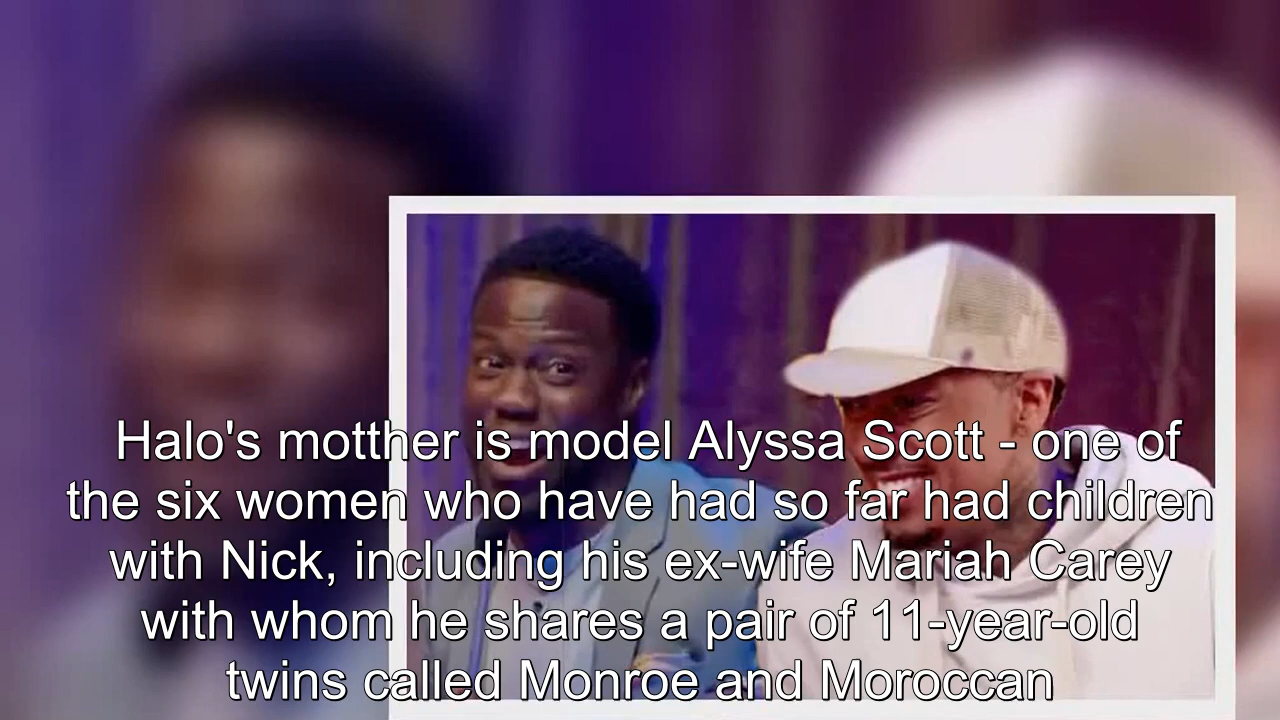 Halo's motther is model Alyssa Scott - one of
the six women who have had so far had children
with Nick, including his ex-wife Mariah Carey
with whom he shares a pair of 11-year-old
twins called Monroe and Moroccan